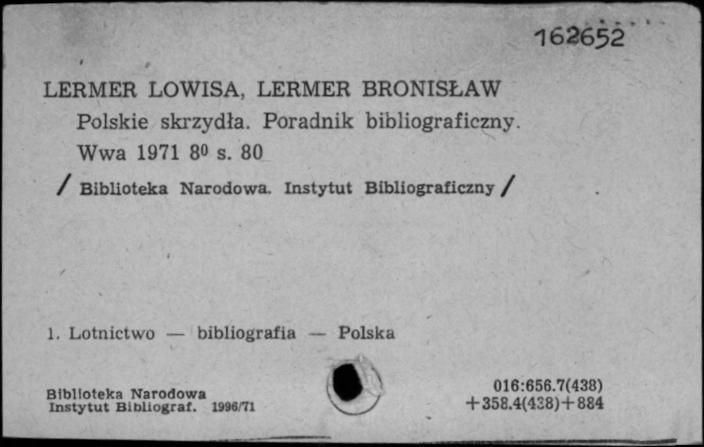 162652
LERMER LOWISA, LERMER BRONISŁAW
Polskie skrzydła. Poradnik bibliograficzny.
Wwa 1971 8⁰ s. 80
/ Biblioteka Narodowa. Instytut Bibliograficzny /
1. Lotnictwo — bibliografia — Polska
Biblioteka Narodowa
Instytut Bibliograf. 1996/71
016:656.7(438)
+358.4(438)+884